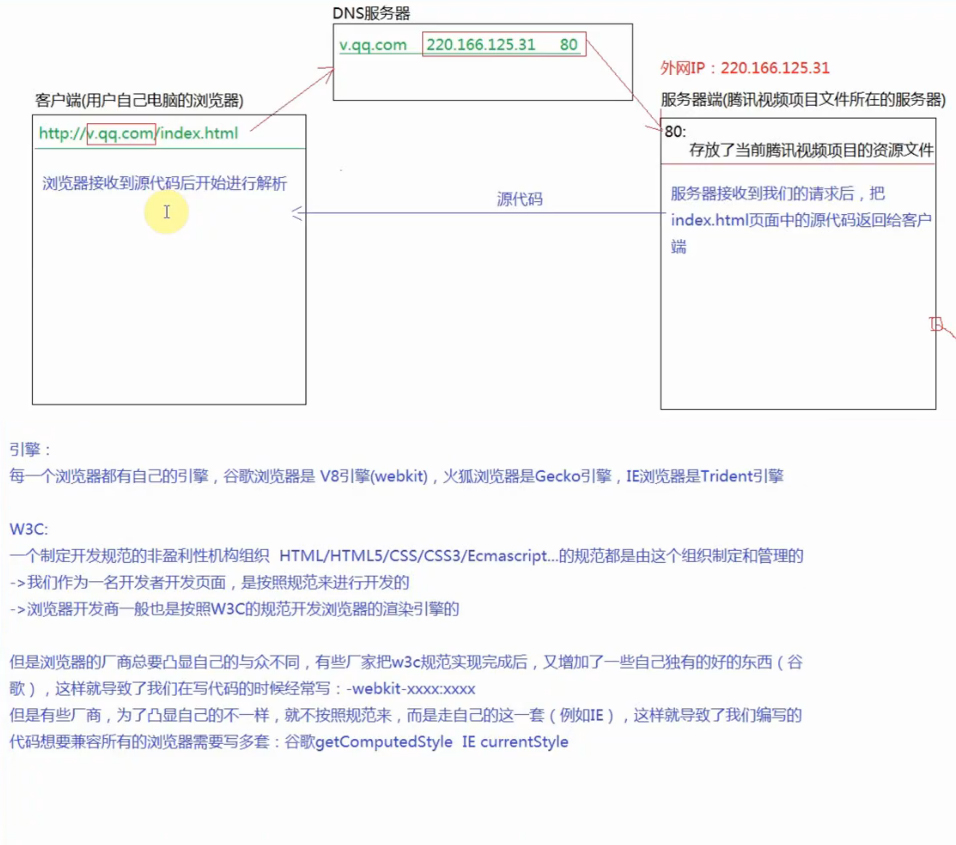 DNS服务器
v.qq.com 220.166.125.31 80
外网IP：220.166.125.31
客户端(用户自己电脑的浏览器)
服务器端(腾讯视频项目文件所在的服务器)
http://v.qq.com/index.html
80:
存放了当前腾讯视频项目的资源文件
浏览器接收到源代码后开始进行解析
源代码
服务器接收到我们的请求后，把
index.html页面中的源代码返回给客户
端
引擎：
每一个浏览器都有自己的引擎，谷歌浏览器是 V8引擎(webkit)，火狐浏览器是Gecko引擎，IE浏览器是Trident引擎
W3C:
一个制定开发规范的非盈利性机构组织 HTML/HTML5/CSS/CSS3/Ecmascript...的规范都是由这个组织制定和管理的
->我们作为一名开发者开发页面，是按照规范来进行开发的
->浏览器开发商一般也是按照W3C的规范开发浏览器的渲染引擎的
但是浏览器的厂商总要凸显自己的与众不同，有些厂家把w3c规范实现完成后，又增加了一些自己独有的好的东西（谷
歌），这样就导致了我们在写代码的时候经常写：-webkit-xxxx:xxxx
但是有些厂商，为了凸显自己的不一样，就不按照规范来，而是走自己的这一套（例如IE），这样就导致了我们编写的
代码想要兼容所有的浏览器需要写多套：谷歌getComputedStyle IE currentStyle